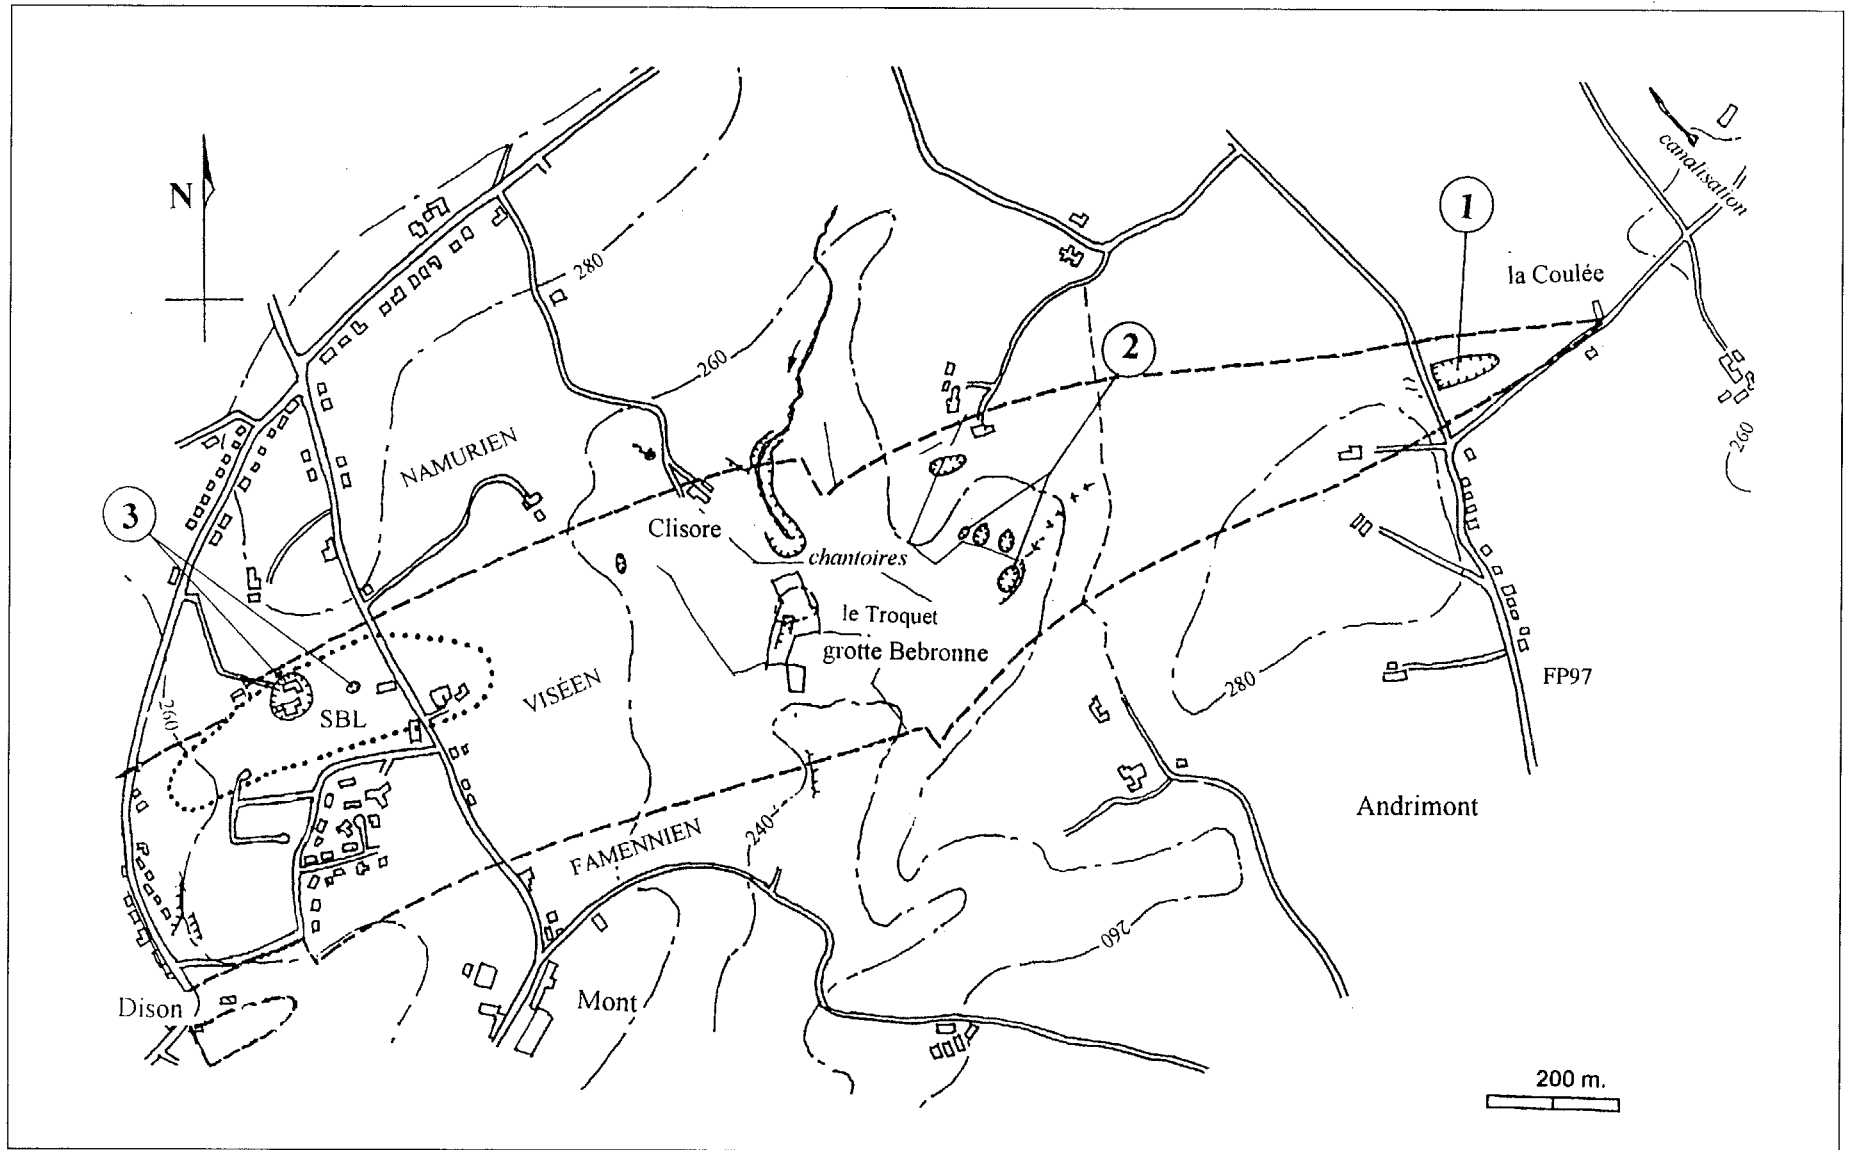 canalisation
1
N
la Coulée
280
260
2
NAMURIEN
260
3
Clisore
chantoires
le Troquet
grotte Bebronne
VISÉEN
280
FP97
260
SBL
Andrimont
240
FAMENNIEN
260
Dison
Mont
200 m.